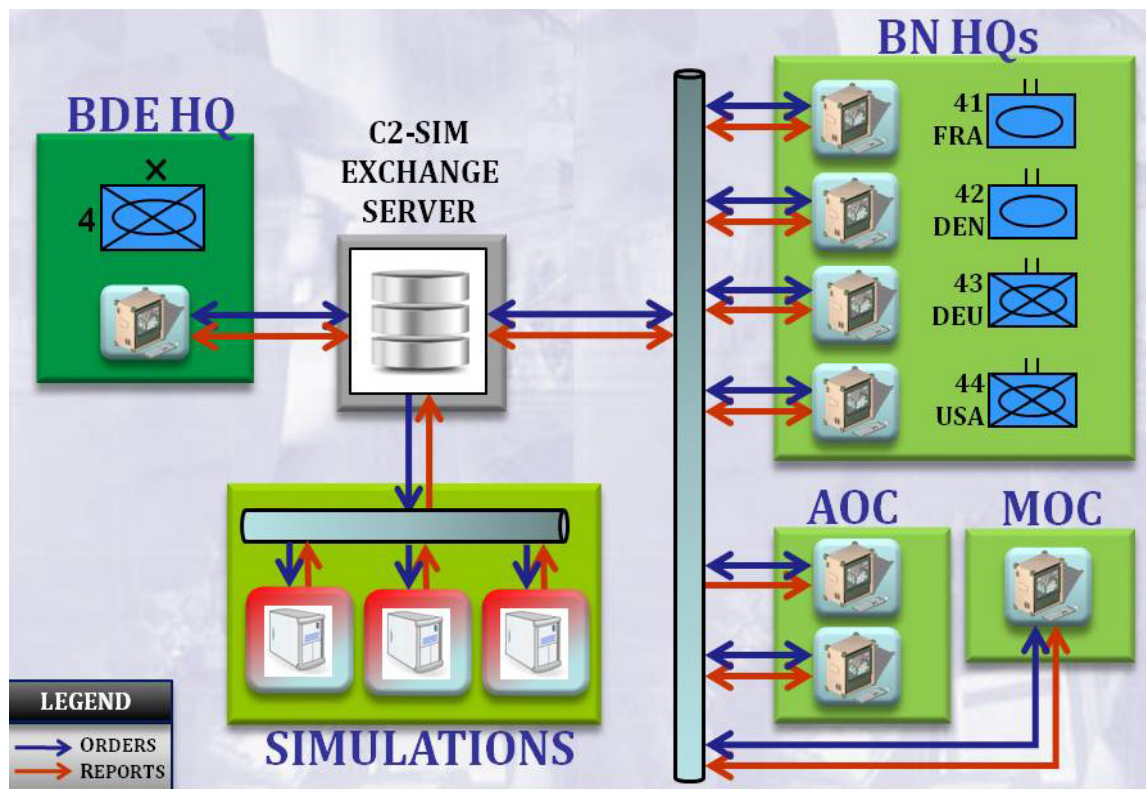 BDE HQ
4
C2-SIM
EXCHANGE
SERVER
BN HQs
41
FRA
42
DEN
43
DEU
44
USA
AOC
MOC
SIMULATIONS
LEGEND
ORDERS
REPORTS